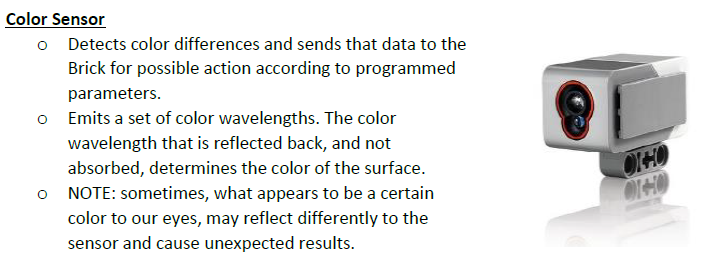 Color Sensor
o Detects color differences and sends that data to the
Brick for possible action according to programmed
parameters.
o Emits a set of color wavelengths. The color
wavelength that is reflected back, and not
absorbed, determines the color of the surface.
o NOTE: sometimes, what appears to be a certain
color to our eyes, may reflect differently to the
sensor and cause unexpected results.